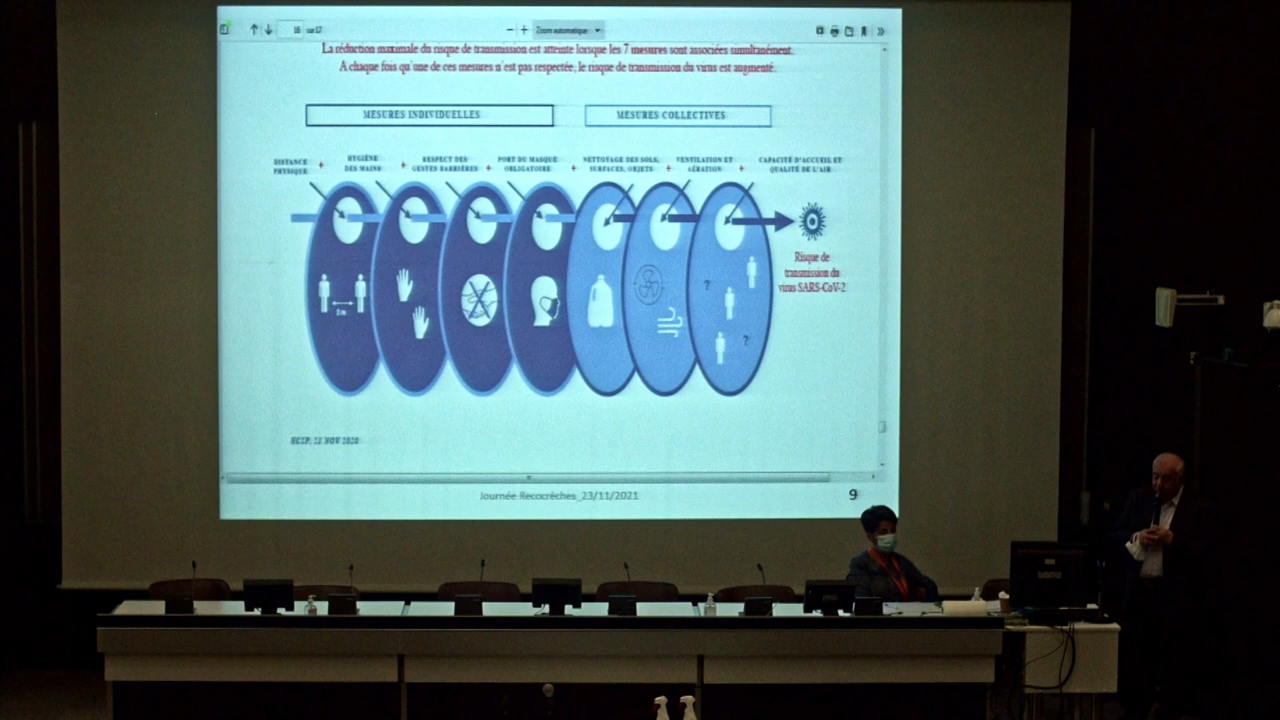 16 sur 17
Zoom automatique
La réduction maximale du risque de transmission est atteinte lorsque les 7 mesures sont associées simultanément.
A chaque fois qu'une de ces mesures n'est pas respectée, le risque de transmission du virus est augmenté.
MESURES INDIVIDUELLES
MESURES COLLECTIVES
DISTANCE
PHYSIQUE
+
HYGIÈNE
DES MAINS
+
RESPECT DES
GESTES BARRIÈRES
+
PORT DU MASQUE
OBLIGATOIRE
+
NETTOYAGE DES SOLS,
SURFACES, OBJETS
+
VENTILATION ET
AÉRATION
+
CAPACITÉ D'ACCUEIL ET
QUALITÉ DE L'AIR
?
?
Risque de
transmission du
virus SARS-CoV-2
HCSP, 23 NOV 2020
Journée Recocrèches_23/11/2021
9